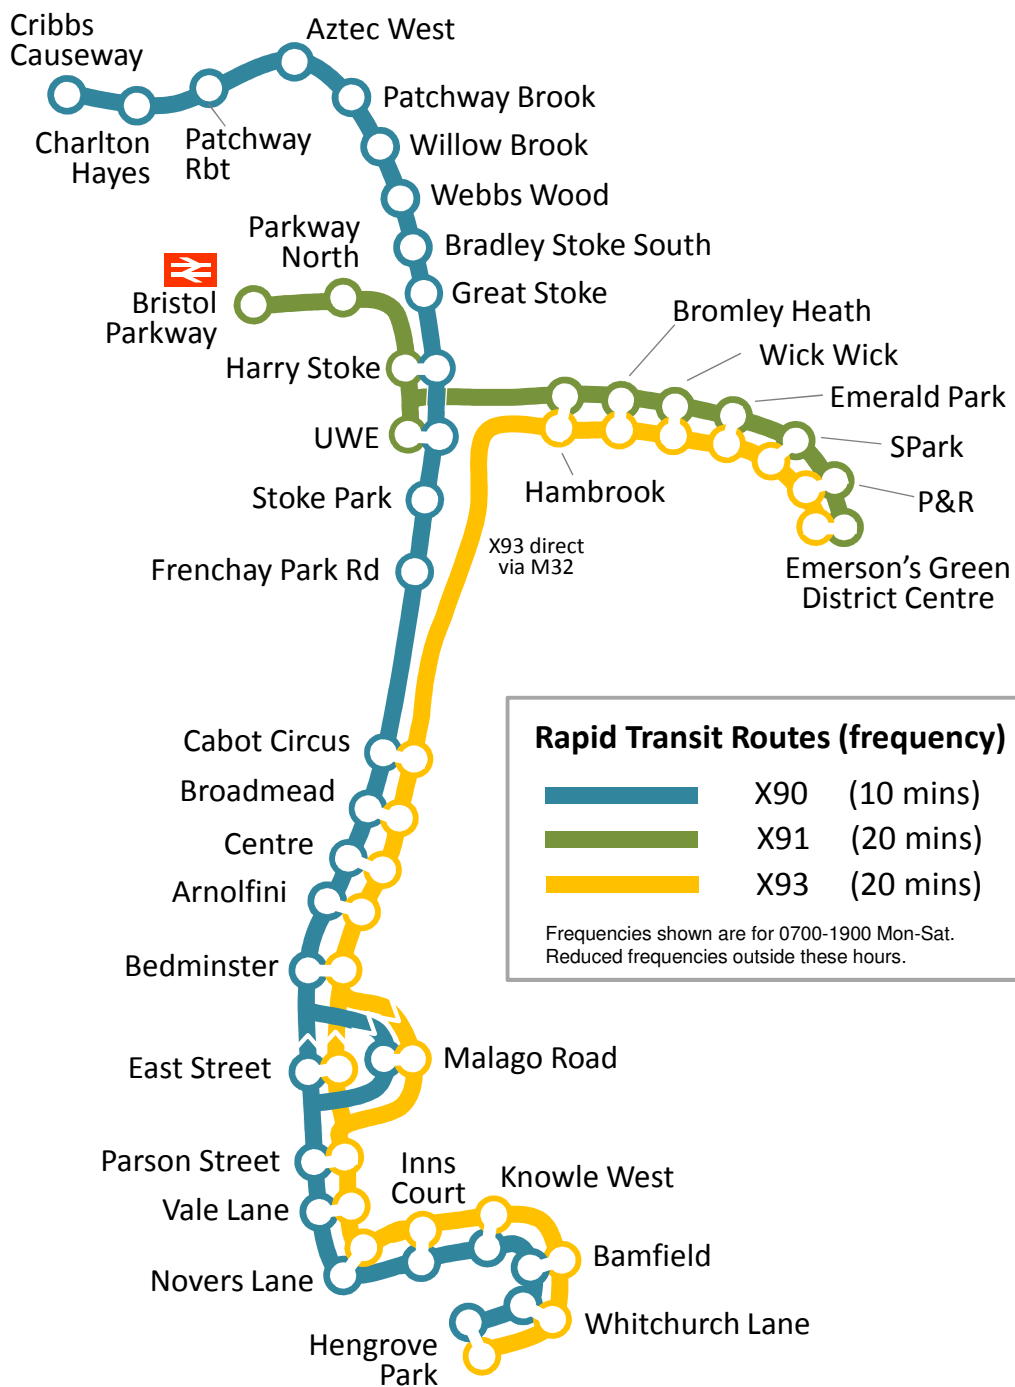 Cribbs
Causeway
Aztec West
Patchway Brook
Charlton
Hayes
Patchway
Rbt
Willow Brook
Webbs Wood
Parkway
North
Bradley Stoke South
Bristol
Parkway
Great Stoke
Bromley Heath
Wick Wick
Harry Stoke
Emerald Park
UWE
SPark
Stoke Park
Hambrook
P&R
X93 direct
via M32
Frenchay Park Rd
Emerson's Green
District Centre
Cabot Circus
Broadmead
Centre
Arnolfini
Bedminster
Rapid Transit Routes (frequency)
X90 (10 mins)
X91 (20 mins)
X93 (20 mins)
Frequencies shown are for 0700-1900 Mon-Sat.
Reduced frequencies outside these hours.
East Street
Malago Road
Parson Street
Inns
Court
Knowle West
Vale Lane
Novers Lane
Bamfield
Whitchurch Lane
Hengrove
Park